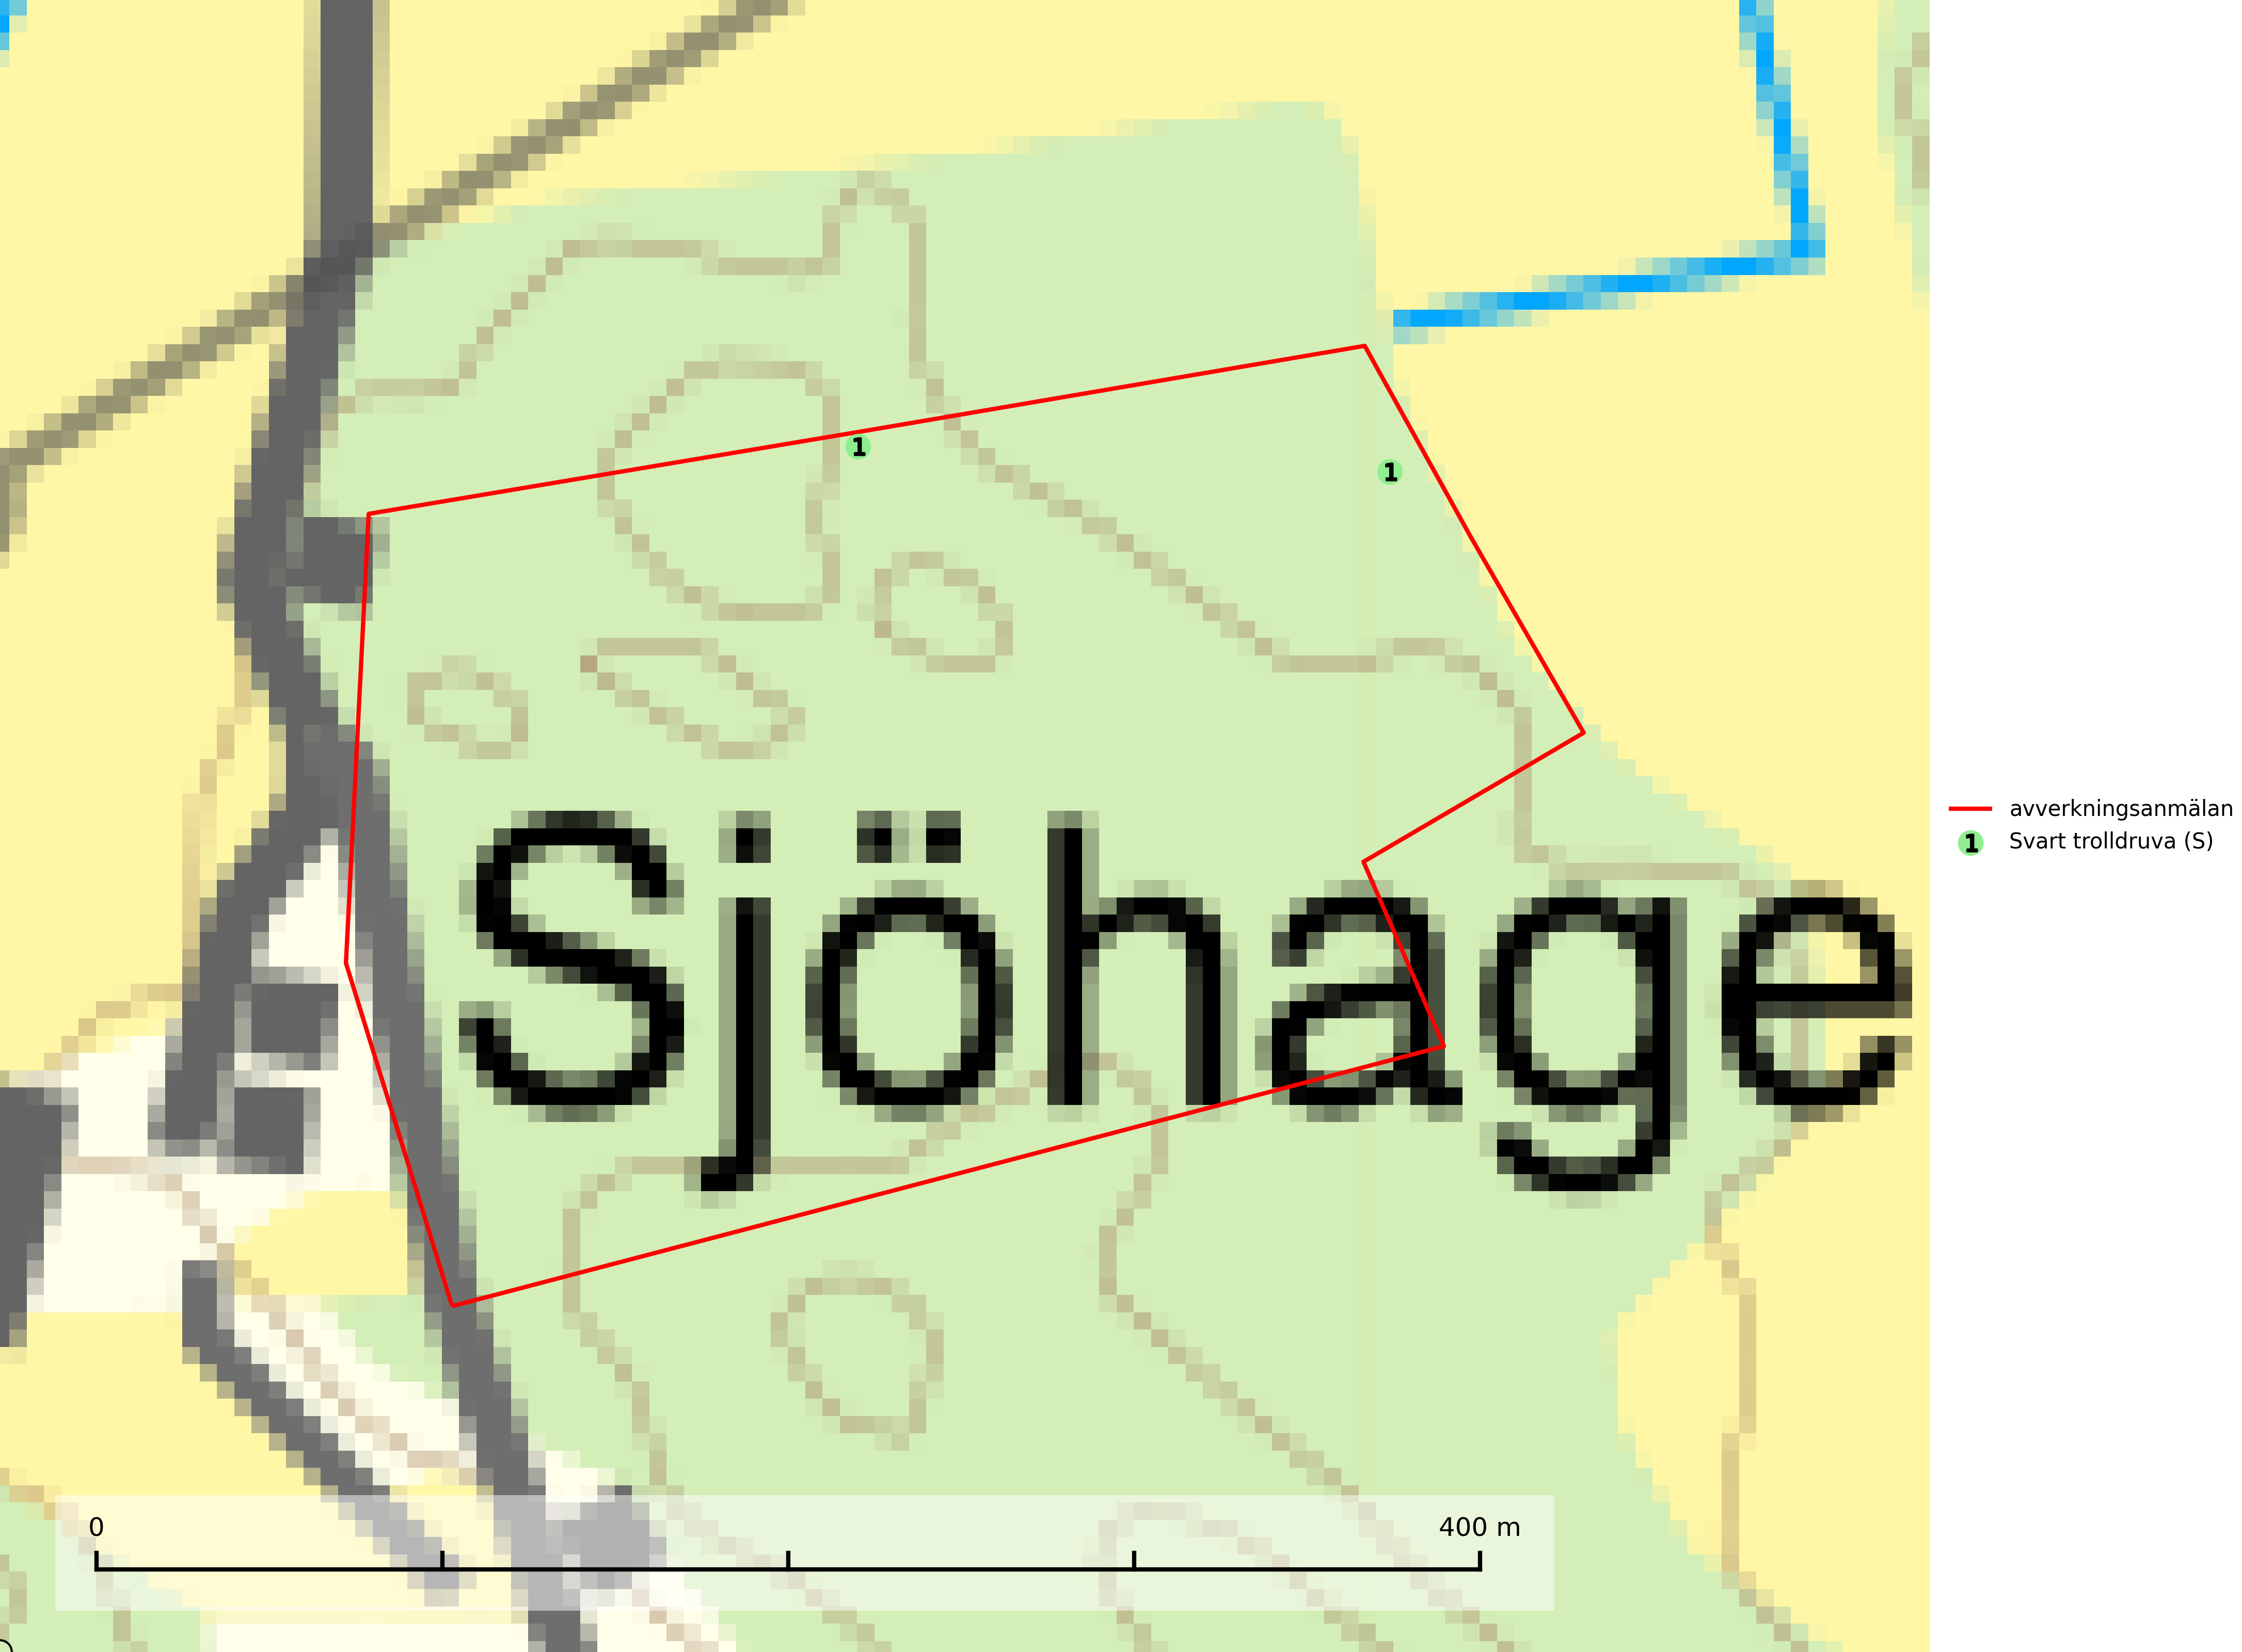 1
1
Sjöhage
0 400 m
avverkningsanmälan
1 Svart trolldruva (S)